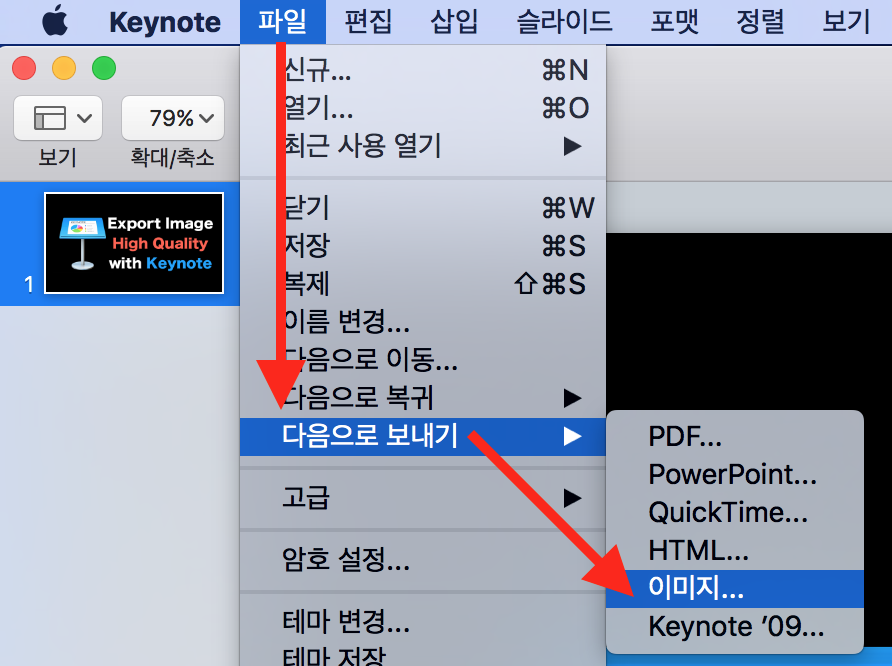 Keynote 파일 편집 삽입 슬라이드 포맷 정렬 보기
79%
보기 확대/축소
신규... ⌘N
열기... ⌘O
최근 사용 열기 ▶
닫기 ⌘W
저장 ⌘S
복제 ⇧⌘S
이름 변경...
다음으로 이동...
다음으로 복귀 ▶
다음으로 보내기 ▶
고급 ▶
암호 설정...
테마 변경...
테마 저장
Export Image
High Quality
with Keynote
1
PDF...
PowerPoint...
QuickTime...
HTML...
이미지...
Keynote ’09...